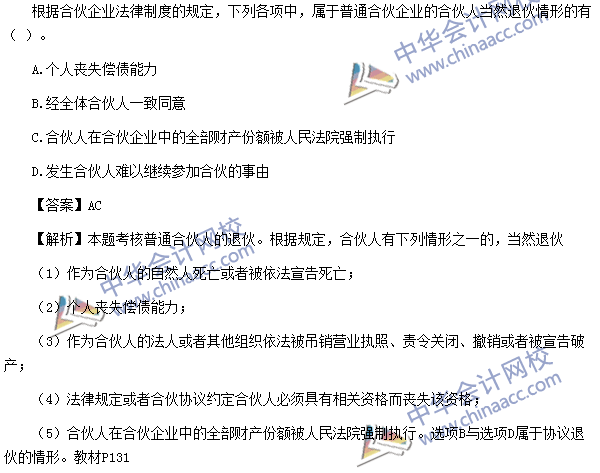 根据合伙企业法律制度的规定，下列各项中，属于普通合伙企业的合伙人当然退伙情形的有
（ ）。
A.个人丧失偿债能力
B.经全体合伙人一致同意
C.合伙人在合伙企业中的全部财产份额被人民法院强制执行
D.发生合伙人难以继续参加合伙的事由
【答案】AC
【解析】本题考核普通合伙人的退伙。根据规定，合伙人有下列情形之一的，当然退伙
（1）作为合伙人的自然人死亡或者被依法宣告死亡；
（2）个人丧失偿债能力；
（3）作为合伙人的法人或者其他组织依法被吊销营业执照、责令关闭、撤销或者被宣告破
产；
（4）法律规定或者合伙协议约定合伙人必须具有相关资格而丧失该资格；
（5）合伙人在合伙企业中的全部财产份额被人民法院强制执行。选项B与选项D属于协议退
伙的情形。教材P131
中华会计网校
www.chinaacc.com
中华会计网校
www.chinaacc.com
中华会计网校
www.chinaacc.com